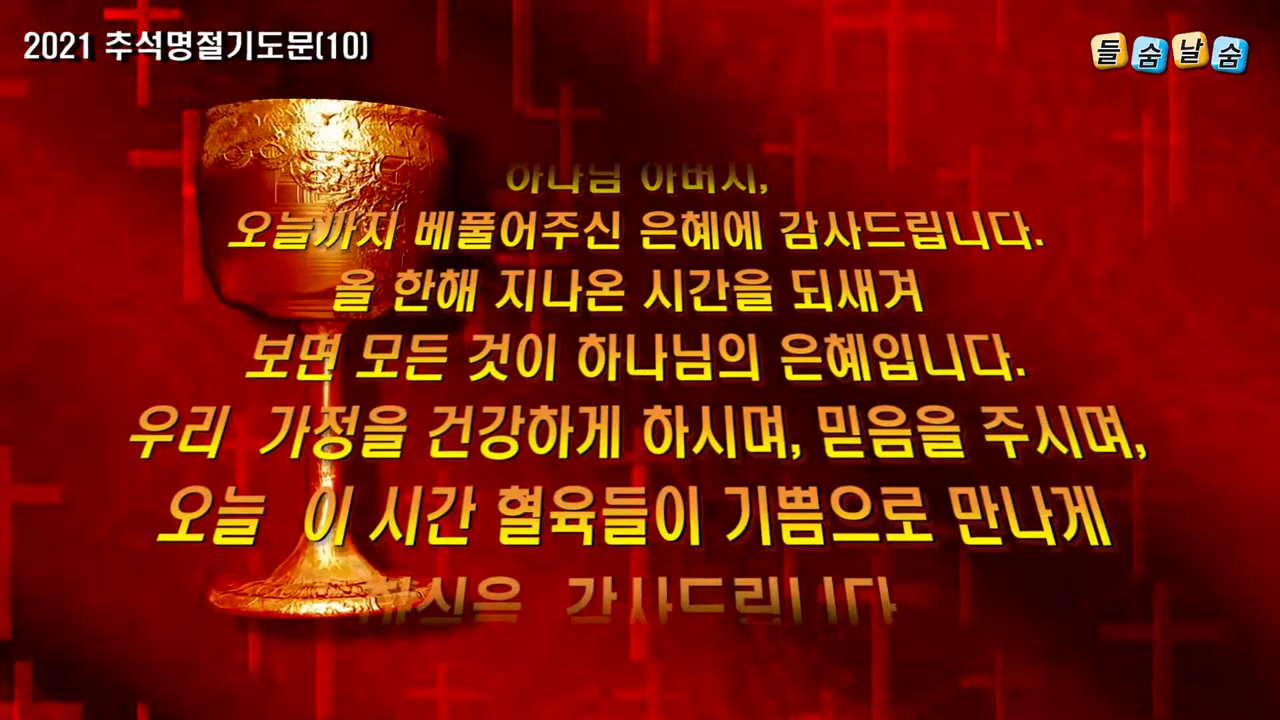 2021 추석명절기도문(10)
들숨날숨
하나님 아버지,
오늘까지 베풀어주신 은혜에 감사드립니다.
올 한해 지나온 시간을 되새겨
보면 모든 것이 하나님의 은혜입니다.
우리 가정을 건강하게 하시며, 믿음을 주시며,
오늘 이 시간 혈육들이 기쁨으로 만나게
감사드립니다